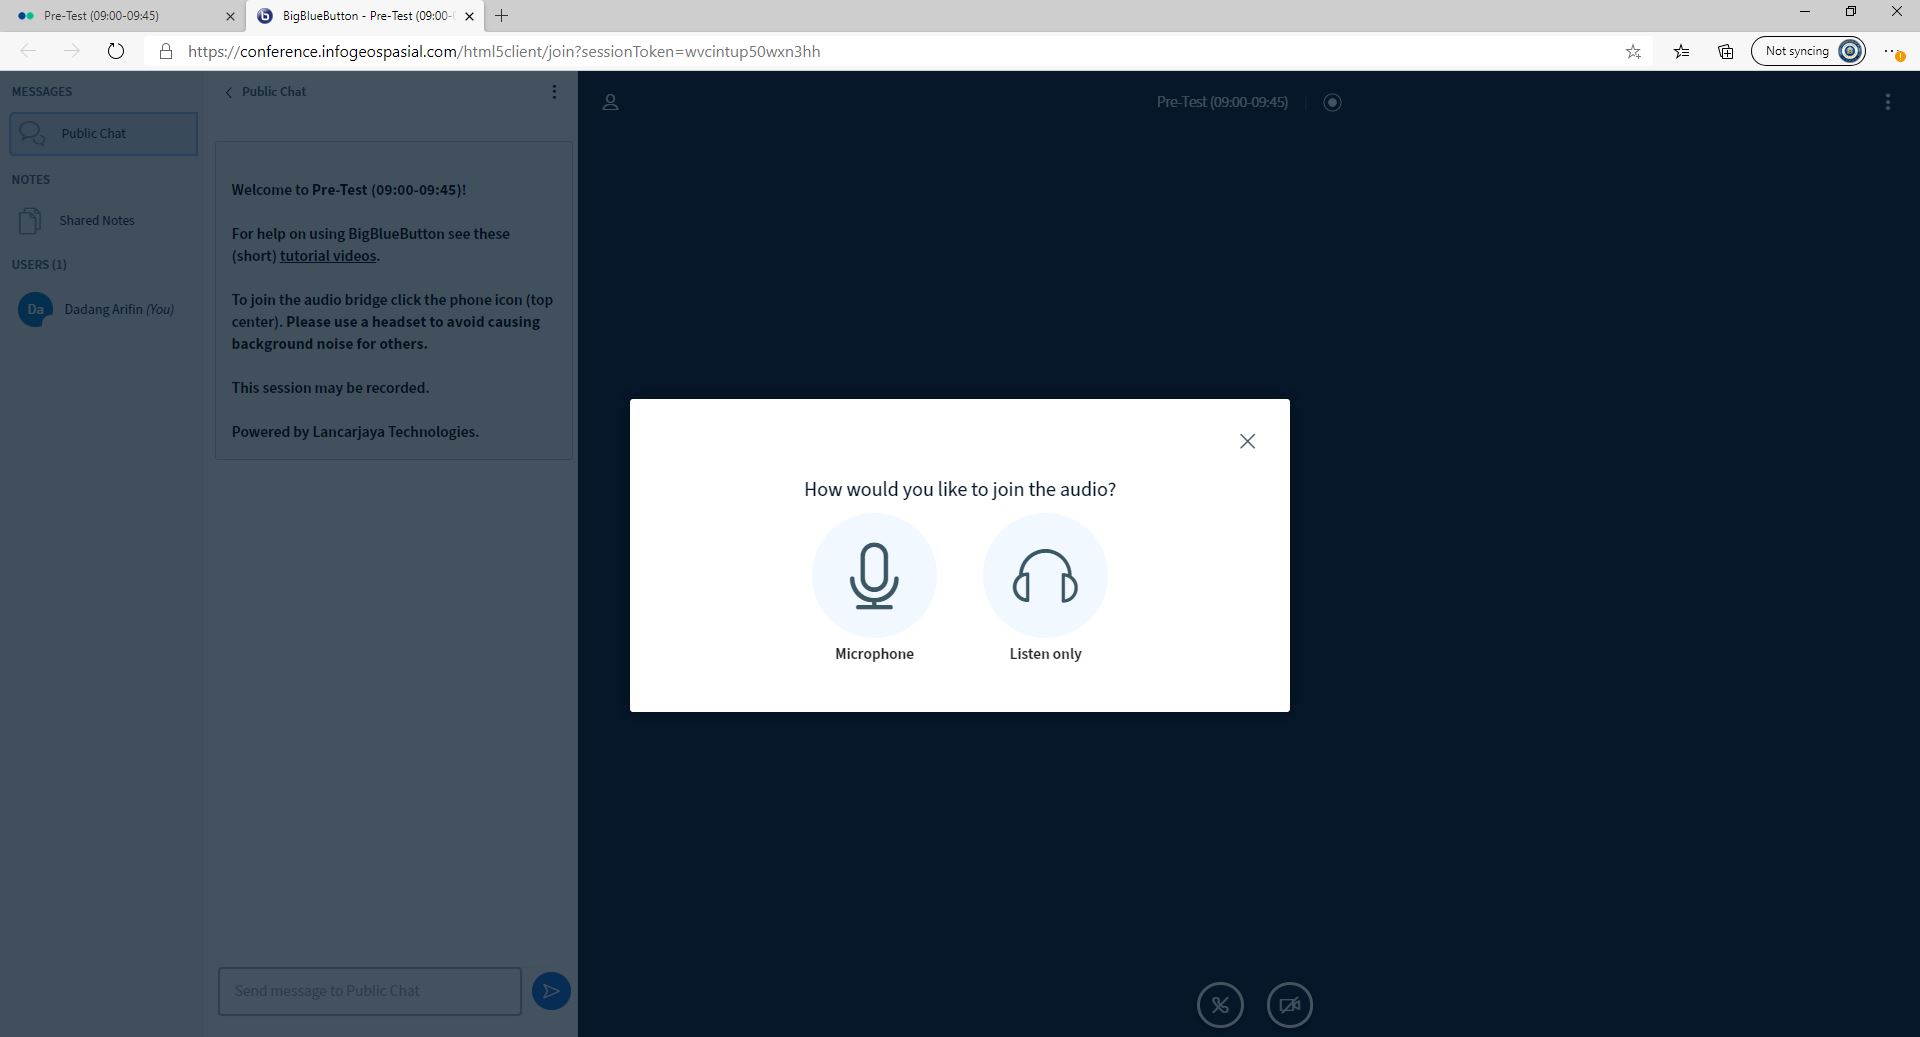 Pre-Test (09:00-09:45)
BigBlueButton - Pre-Test (09:00-
https://conference.infogeospasial.com/html5client/join?sessionToken=wvcintup50wxn3hh
Not syncing
MESSAGES
Public Chat
NOTES
Shared Notes
USERS (1)
Da
Dadang Arifin (You)
Public Chat
Welcome to Pre-Test (09:00-09:45)!
For help on using BigBlueButton see these
(short) tutorial videos.
To join the audio bridge click the phone icon (top
center). Please use a headset to avoid causing
background noise for others.
This session may be recorded.
Powered by Lancarjaya Technologies.
Send message to Public Chat
Pre-Test (09:00-09:45)
How would you like to join the audio?
Microphone
Listen only